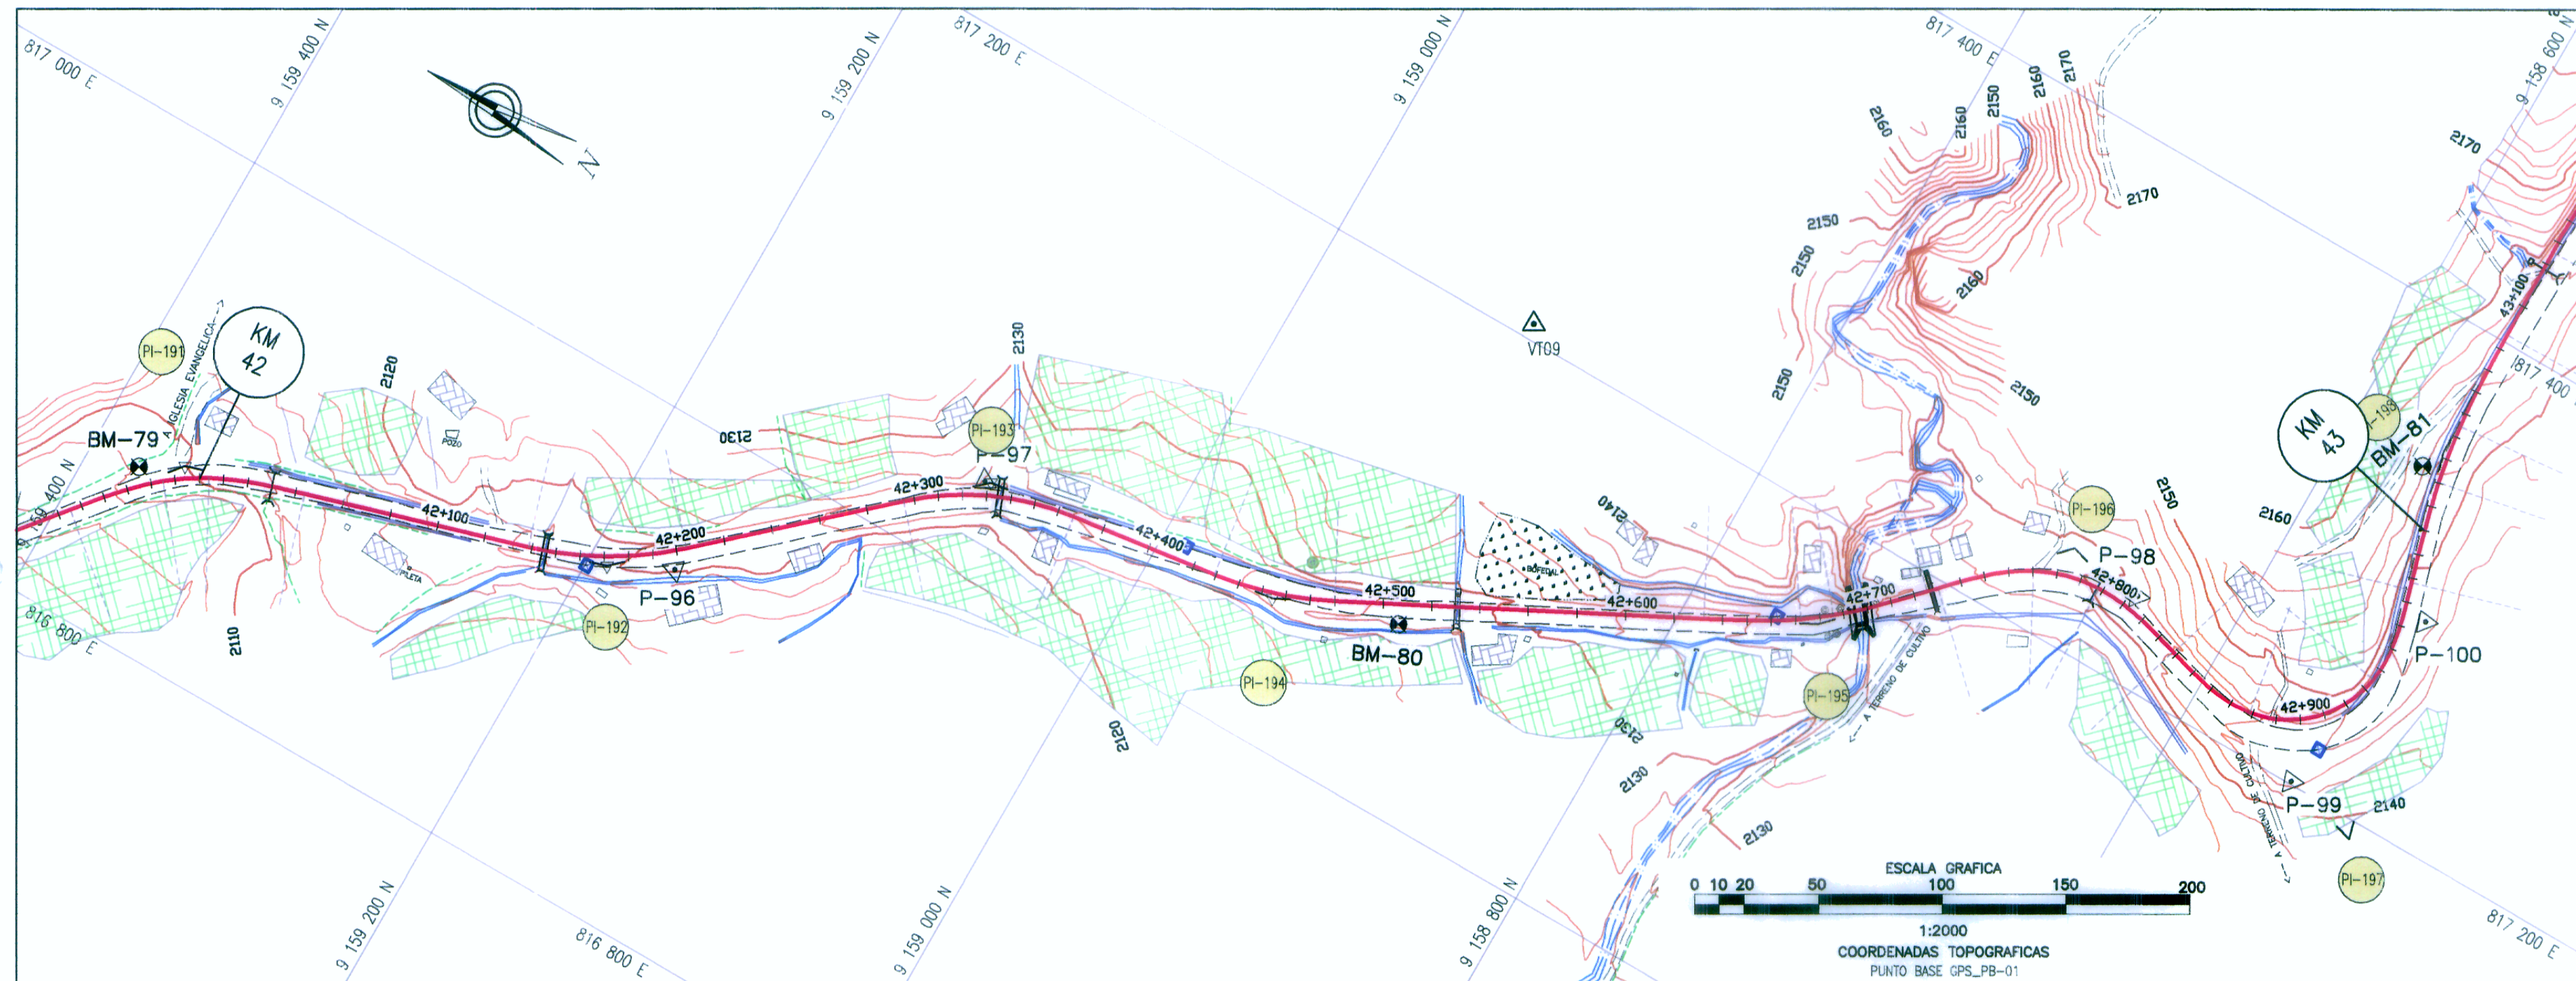 817 000 E
9 159 400 N
9 159 200 N
817 200 E
9 159 000 N
817 400 E
9 158 600 N
N
2160
2160
2150
2160
2170
2170
2170
2150
2150
2160
2150
2150
VT09
PI-191
A IGLESIA EVANGELICA
KM
42
2120
POZO
BM-79
2130
2130
PI-193
P-97
42+100
42+200
42+300
42+400
42+500
42+600
42+700
42+800
42+900
43+100
PILETA
P-96
PI-192
2110
816 800 E
2120
PI-194
BM-80
BOFEDAL
2140
2130
PI-195
A TERRENO DE CULTIVO
PI-196
P-98
2150
2160
KM
43
BM-81
817 400
P-100
P-99
2140
A TERRENO DE CULTIVO
PI-197
2130
2130
9 159 200 N
816 800 E
9 159 000 N
9 158 800 N
817 200 E
ESCALA GRAFICA
0 10 20 50 100 150 200
1:2000
COORDENADAS TOPOGRAFICAS
PUNTO BASE GPS_PB-01